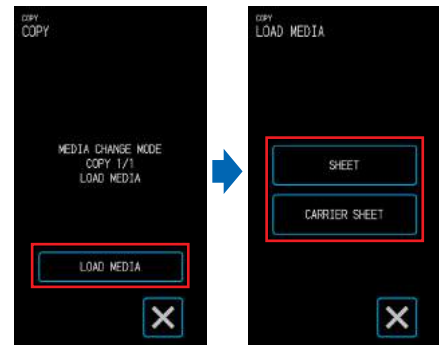 COPY
COPY
MEDIA CHANGE MODE
COPY 1/1
LOAD MEDIA
LOAD MEDIA
COPY
LOAD MEDIA
SHEET
CARRIER SHEET